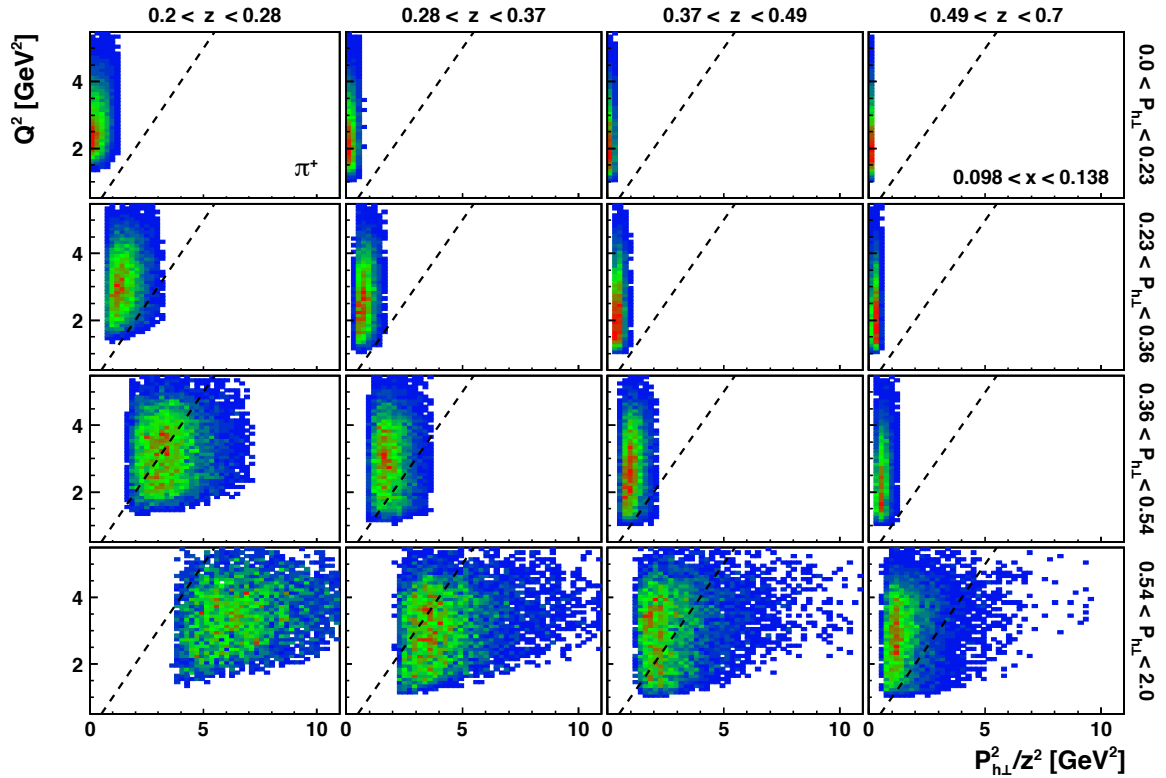 0.2 < z < 0.28
0.28 < z < 0.37
0.37 < z < 0.49
0.49 < z < 0.7
Q² [GeV²]
4
2
π⁺
0.098 < x < 0.138
0.0 < P_h⊥ < 0.23
4
2
0.23 < P_h⊥ < 0.36
4
2
0.36 < P_h⊥ < 0.54
4
2
0.54 < P_h⊥ < 2.0
0 5 10
0 5 10
0 5 10
0 5 10
P²_h⊥/z² [GeV²]